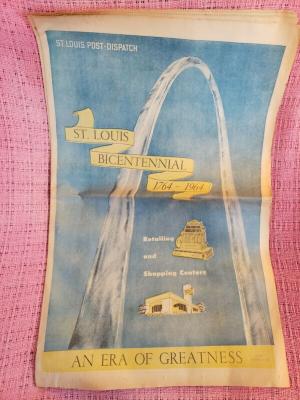 ST. LOUIS POST-DISPATCH
ST. LOUIS
BICENTENNIAL
1764-1964
Retailing
and
Shopping Centers
AN ERA OF GREATNESS